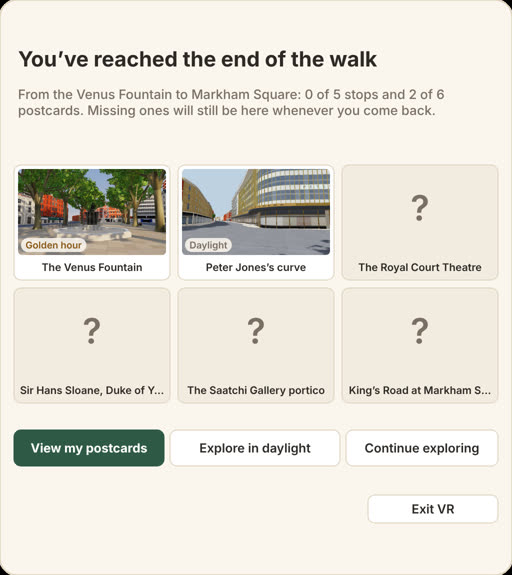 You’ve reached the end of the walk
From the Venus Fountain to Markham Square: 0 of 5 stops and 2 of 6
postcards. Missing ones will still be here whenever you come back.
Golden hour
Daylight
The Venus Fountain
Peter Jones’s curve
?
The Royal Court Theatre
?
?
?
Sir Hans Sloane, Duke of Y...
The Saatchi Gallery portico
King’s Road at Markham S...
View my postcards
Explore in daylight
Continue exploring
Exit VR